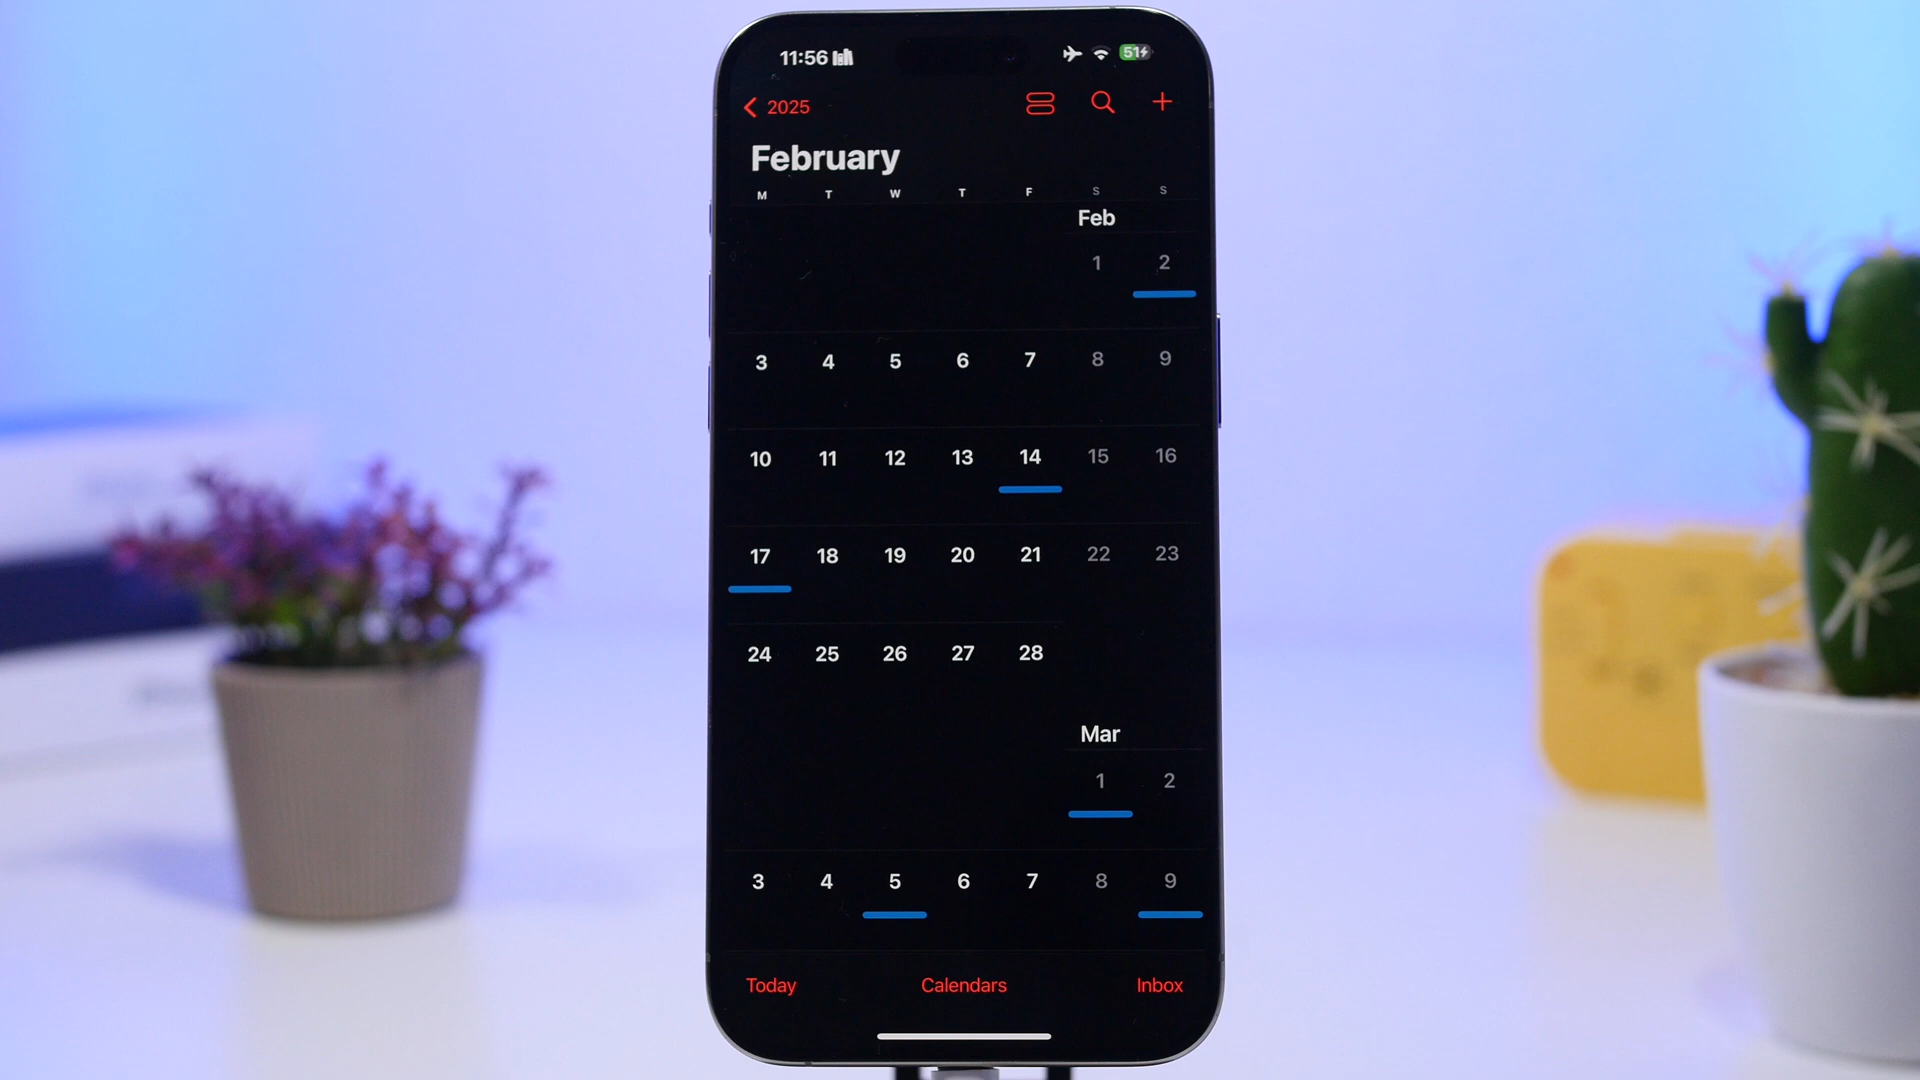 11:56
51
2025
February
M T W T F S S
Feb
1 2
3 4 5 6 7 8 9
10 11 12 13 14 15 16
17 18 19 20 21 22 23
24 25 26 27 28
Mar
1 2
3 4 5 6 7 8 9
Today Calendars Inbox